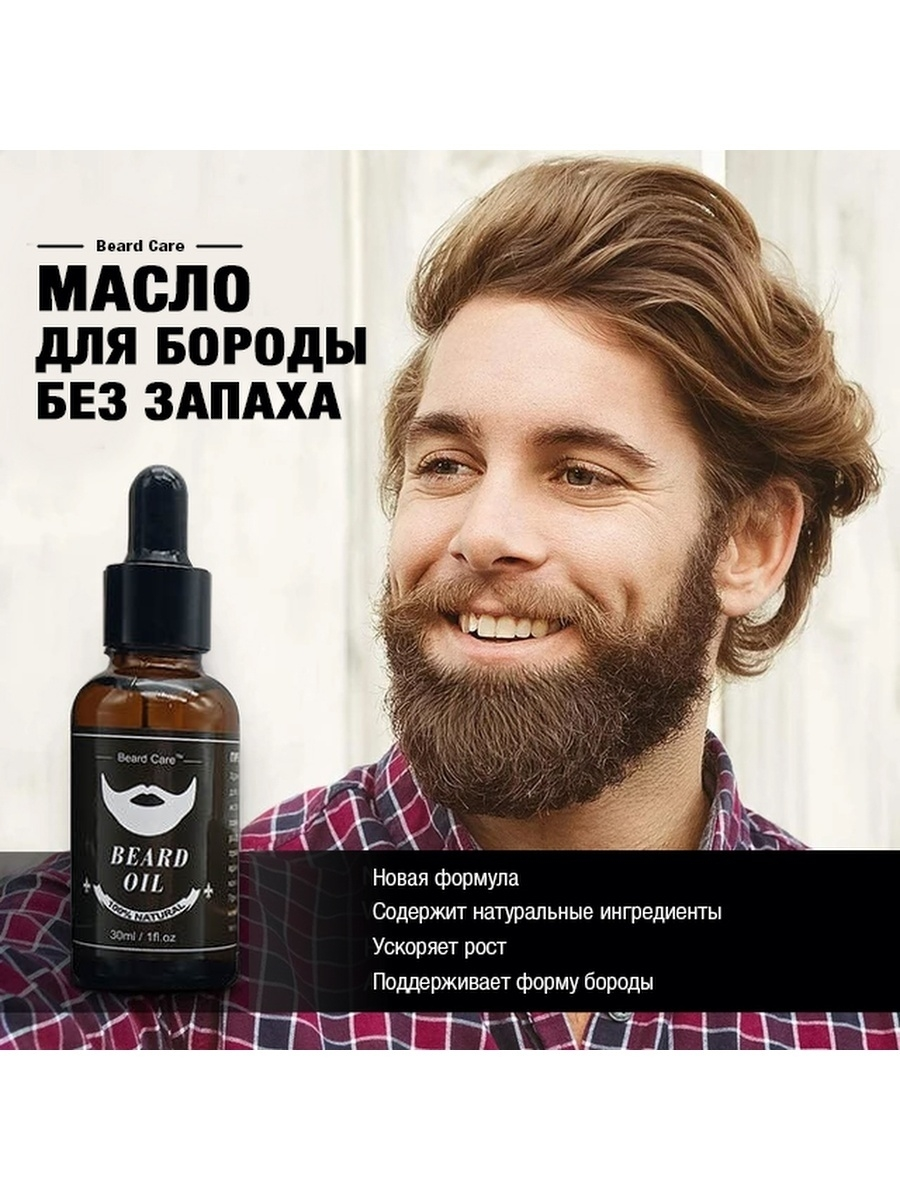 Beard Care
МАСЛО
ДЛЯ БОРОДЫ
БЕЗ ЗАПАХА
Beard Care™
BEARD
OIL
100% NATURAL
30ml / 1fl.oz
Новая формула
Содержит натуральные ингредиенты
Ускоряет рост
Поддерживает форму бороды